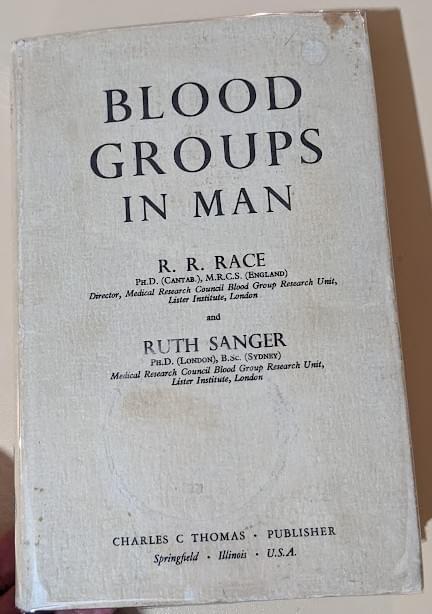 BLOOD
GROUPS
IN MAN
R. R. RACE
PH.D. (CANTAB.), M.R.C.S. (ENGLAND)
Director, Medical Research Council Blood Group Research Unit,
Lister Institute, London
and
RUTH SANGER
PH.D. (LONDON), B.SC. (SYDNEY)
Medical Research Council Blood Group Research Unit,
Lister Institute, London
CHARLES C THOMAS · PUBLISHER
Springfield · Illinois · U.S.A.